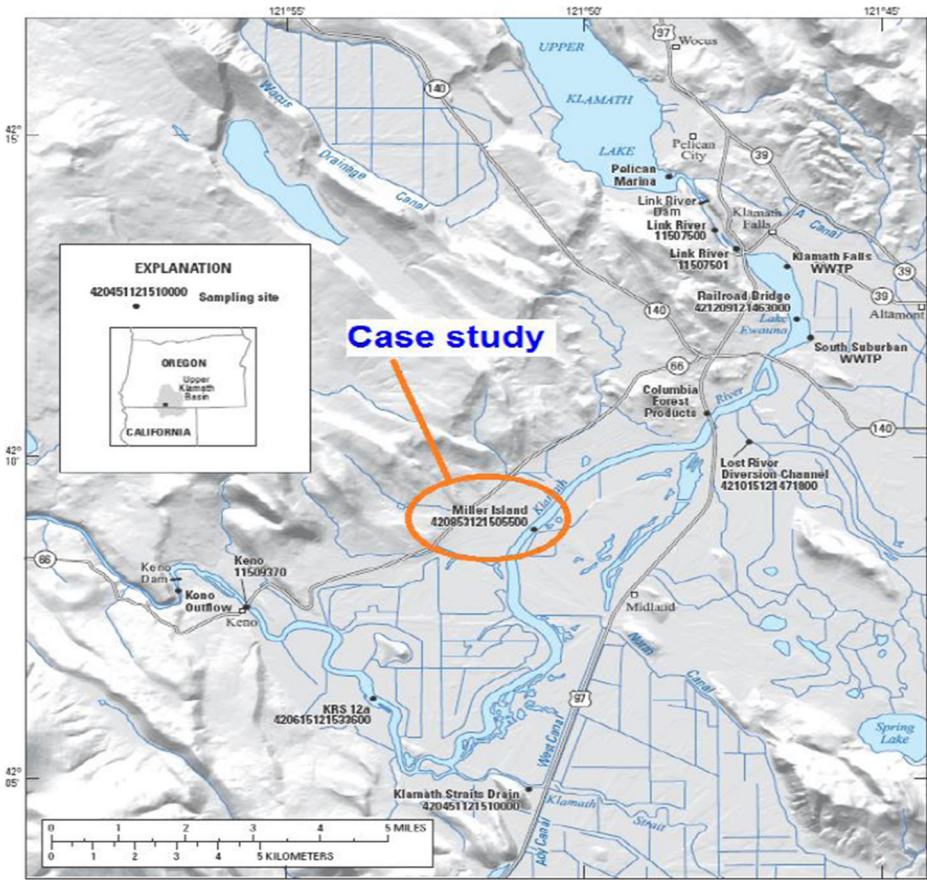 121°55'
121°50'
121°45'
42°
15'
42°
10'
42°
05'
UPPER
KLAMATH
LAKE
97
Wocus
140
Wocus
Drainage
Canal
Pelican
City
39
Pelican
Marina
Link River
Dam
Link River
11507500
Klamath
Falls
A Canal
Link River
11507501
Klamath Falls
WWTP
39
39
Altamont
Railroad Bridge
421209121463000
Lake
Ewauna
South Suburban
WWTP
140
66
EXPLANATION
420451121510000 Sampling site
OREGON
Upper
Klamath
Basin
CALIFORNIA
Case study
Columbia
Forest
Products
River
140
Lost River
Diversion Channel
421015121471800
Klamath
Miller Island
420853121505500
66
Keno
Dam
Keno
11509370
Kono
Outflow
Keno
Midland
North
Canal
KRS 12a
420615121533600
97
West Canal
Spring
Lake
Klamath Straits Drain
420451121510000
Klamath
Strait
Ady Canal
0 1 2 3 4 5 MILES
0 1 2 3 4 5 KILOMETERS